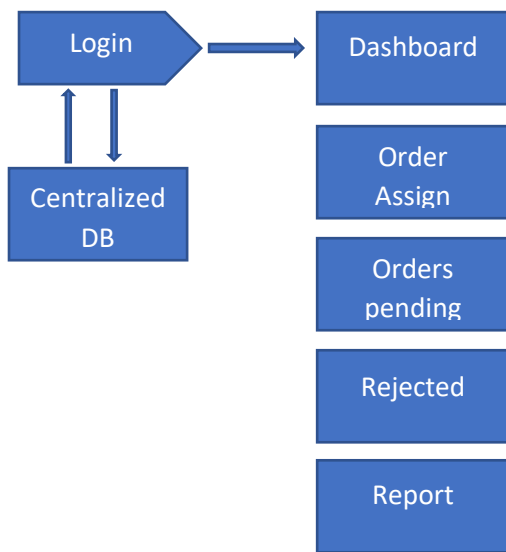 Login
Dashboard
Centralized
DB
Order
Assign
Orders
pending
Rejected
Report